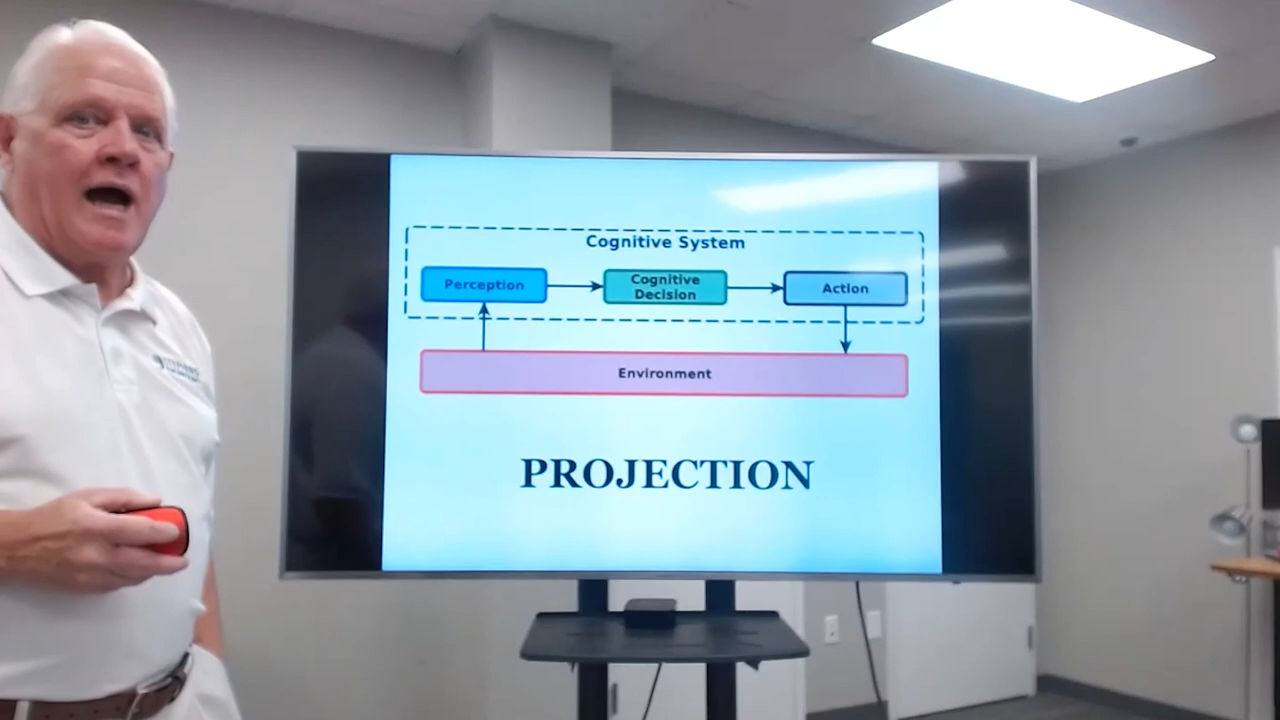 Cognitive System
Perception
Cognitive
Decision
Action
Environment
PROJECTION